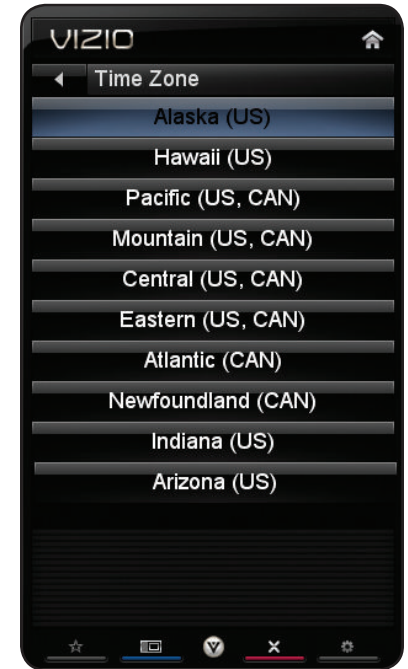 VIZIO
Time Zone
Alaska (US)
Hawaii (US)
Pacific (US, CAN)
Mountain (US, CAN)
Central (US, CAN)
Eastern (US, CAN)
Atlantic (CAN)
Newfoundland (CAN)
Indiana (US)
Arizona (US)